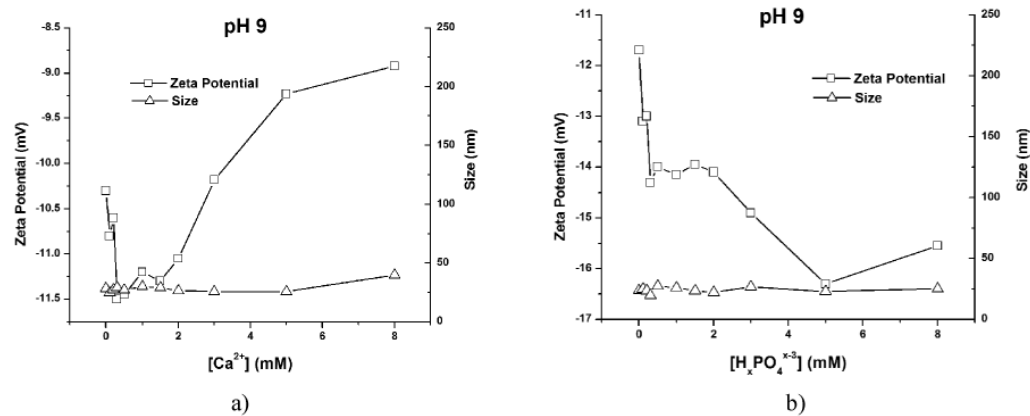 pH 9
-8.5
-9.0
-9.5
-10.0
-10.5
-11.0
-11.5
Zeta Potential (mV)
Zeta Potential
Size
250
200
150
100
50
0
Size (nm)
0 2 4 6 8
[Ca²⁺] (mM)
a)
pH 9
-11
-12
-13
-14
-15
-16
-17
Zeta Potential (mV)
Zeta Potential
Size
250
200
150
100
50
0
Size (nm)
0 2 4 6 8
[HₓPO₄ˣ⁻³] (mM)
b)